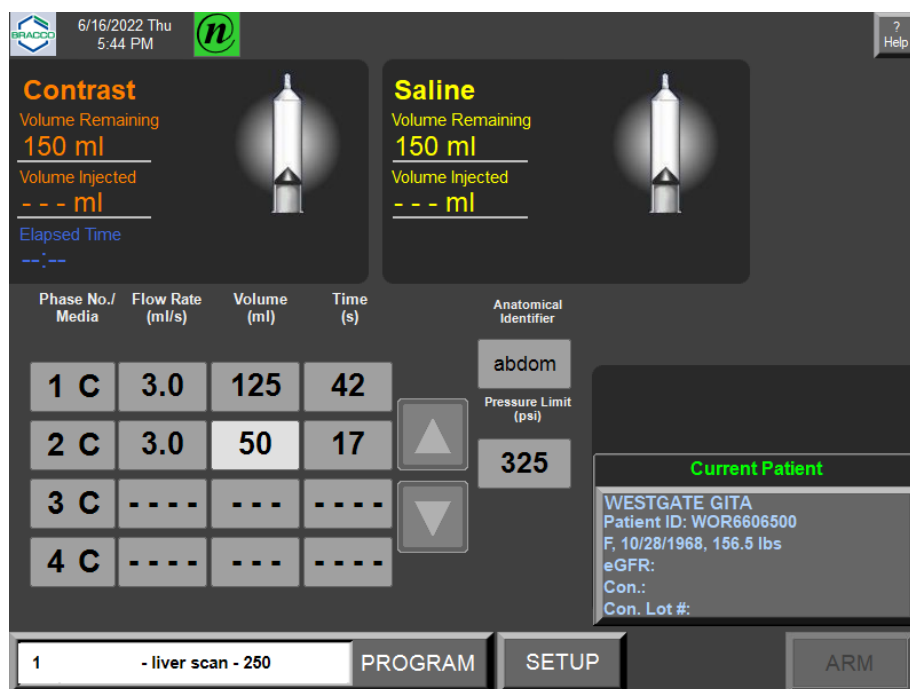 BRACCO
6/16/2022 Thu
5:44 PM
n
?
Help
Contrast
Volume Remaining
150 ml
Volume Injected
- - - ml
Elapsed Time
--:--
Saline
Volume Remaining
150 ml
Volume Injected
- - - ml
Phase No./ Flow Rate Volume Time
Media (ml/s) (ml) (s)
1 C 3.0 125 42
2 C 3.0 50 17
3 C - - - - - - - - - - -
4 C - - - - - - - - - - -
Anatomical
Identifier
abdom
Pressure Limit
(psi)
325
Current Patient
WESTGATE GITA
Patient ID: WOR6606500
F, 10/28/1968, 156.5 lbs
eGFR:
Con.:
Con. Lot #:
1 - liver scan - 250
PROGRAM
SETUP
ARM